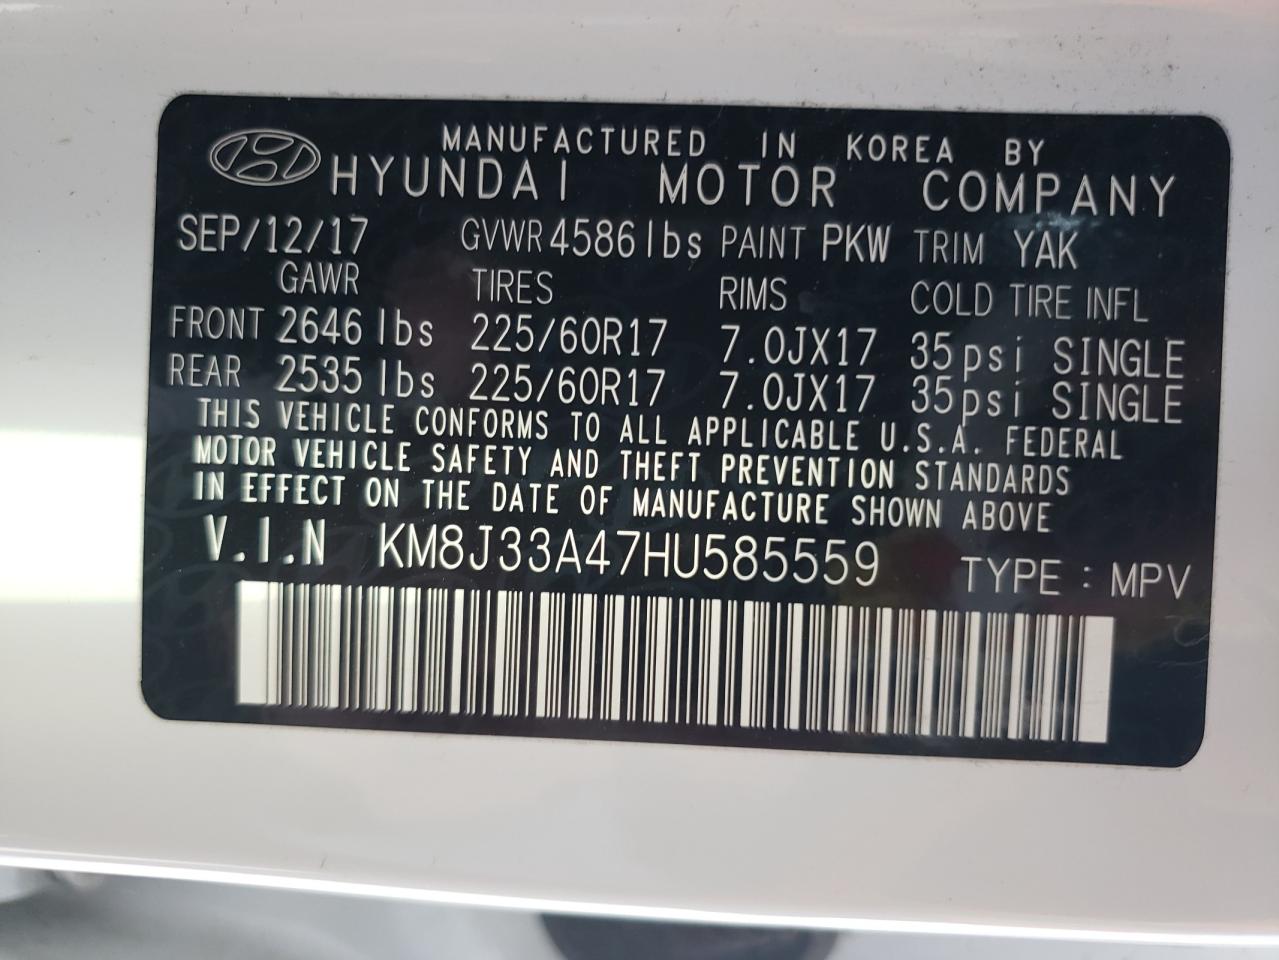 MANUFACTURED IN KOREA BY
HYUNDAI MOTOR COMPANY
SEP/12/17 GVWR 4586 lbs PAINT PKW TRIM YAK
GAWR TIRES RIMS COLD TIRE INFL
FRONT 2646 lbs 225/60R17 7.0JX17 35psi SINGLE
REAR 2535 lbs 225/60R17 7.0JX17 35psi SINGLE
THIS VEHICLE CONFORMS TO ALL APPLICABLE U.S.A. FEDERAL
MOTOR VEHICLE SAFETY AND THEFT PREVENTION STANDARDS
IN EFFECT ON THE DATE OF MANUFACTURE SHOWN ABOVE
V.I.N KM8J33A47HU585559 TYPE : MPV